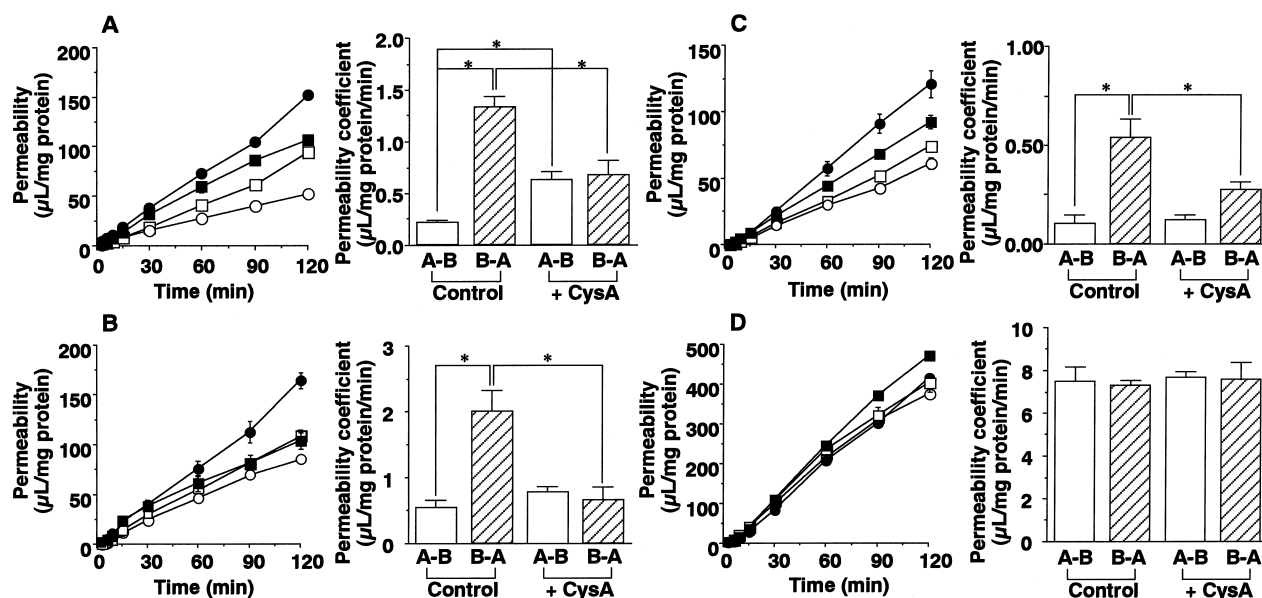 A
Permeability
(µL/mg protein)
200
150
100
50
0
0 30 60 90 120
Time (min)
Permeability coefficient
(µL/mg protein/min)
2.0
1.5
1.0
0.5
0.0
* * *
A-B B-A A-B B-A
Control + CysA
C
Permeability
(µL/mg protein)
150
100
50
0
0 30 60 90 120
Time (min)
Permeability coefficient
(µL/mg protein/min)
1.00
0.50
0.00
* *
A-B B-A A-B B-A
Control + CysA
B
Permeability
(µL/mg protein)
200
150
100
50
0
0 30 60 90 120
Time (min)
Permeability coefficient
(µL/mg protein/min)
3
2
1
0
* *
A-B B-A A-B B-A
Control + CysA
D
Permeability
(µL/mg protein)
500
400
300
200
100
0
0 30 60 90 120
Time (min)
Permeability coefficient
(µL/mg protein/min)
10
8
6
4
2
0
A-B B-A A-B B-A
Control + CysA